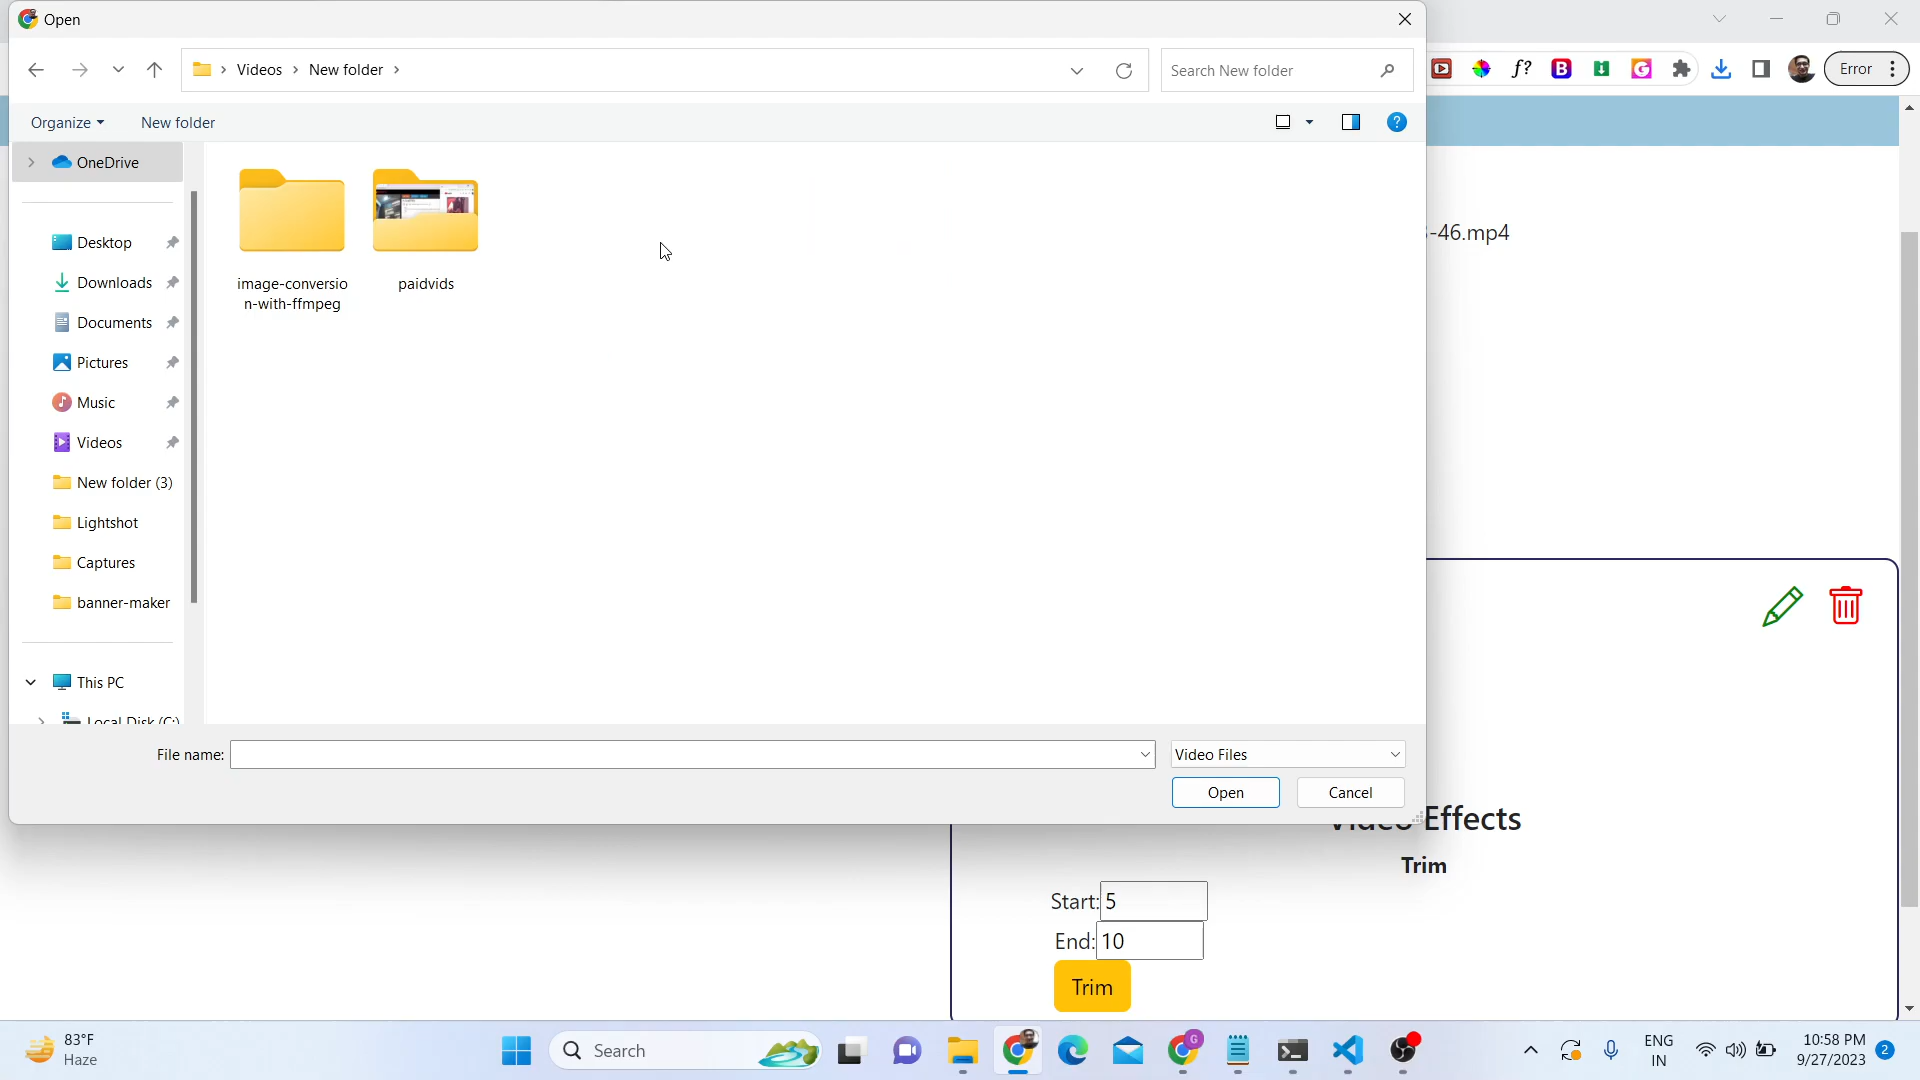 Open
Videos
New folder
Search New folder
Organize
New folder
f?
B
G
Error
OneDrive
Desktop
Downloads
Documents
Pictures
Music
Videos
New folder (3)
Lightshot
Captures
banner-maker
This PC
Local Disk (C:)
image-conversio
n-with-ffmpeg
paidvids
-46.mp4
File name:
Video Files
Open
Cancel
Video Effects
Trim
Start: 5
End: 10
Trim
83°F
Haze
Search
G
ENG
IN
10:58 PM
9/27/2023
2